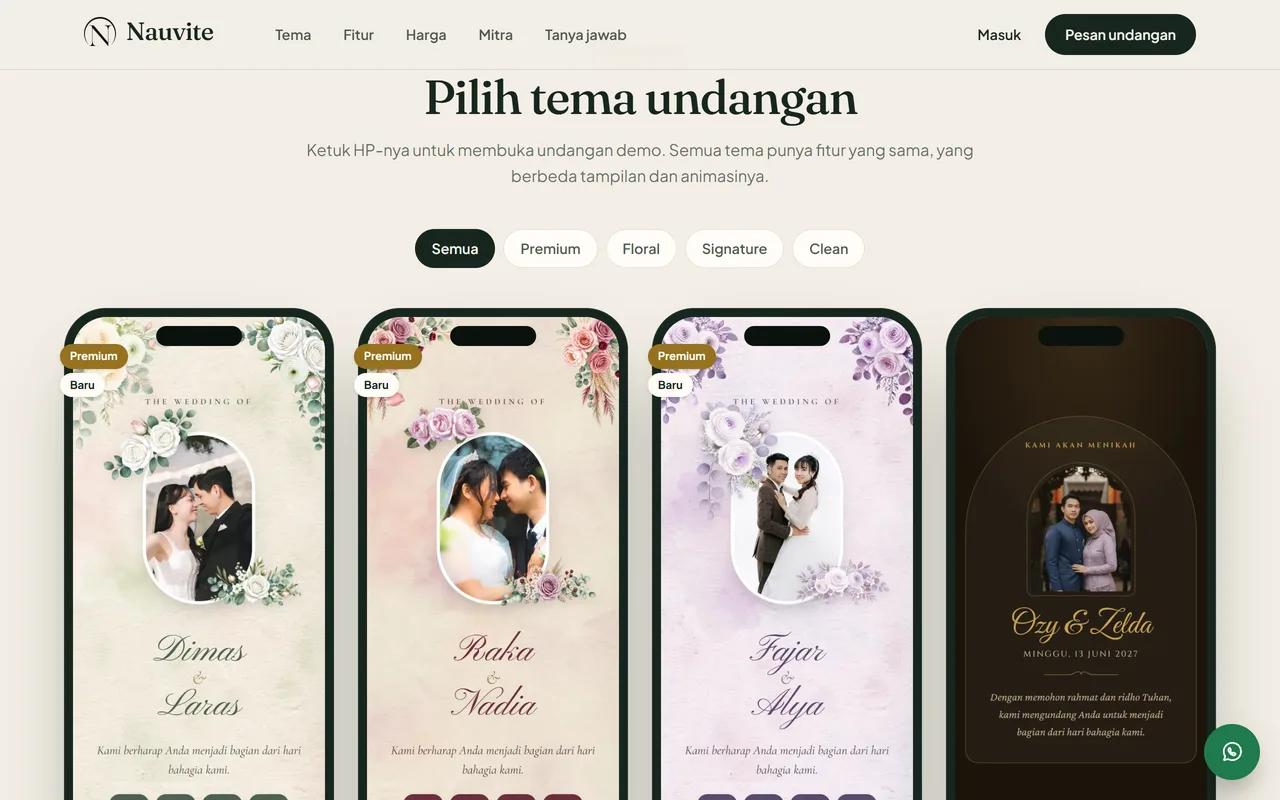 Nauvite
Tema
Fitur
Harga
Mitra
Tanya jawab
Masuk
Pesan undangan
Pilih tema undangan
Ketuk HP-nya untuk membuka undangan demo. Semua tema punya fitur yang sama, yang
berbeda tampilan dan animasinya.
Semua
Premium
Floral
Signature
Clean
Premium
Baru
THE WEDDING OF
Dimas
&
Laras
Kami berharap Anda menjadi bagian dari hari
bahagia kami.
Premium
Baru
THE WEDDING OF
Raka
&
Nadia
Kami berharap Anda menjadi bagian dari hari
bahagia kami.
Premium
Baru
THE WEDDING OF
Fajar
&
Alya
Kami berharap Anda menjadi bagian dari hari
bahagia kami.
KAMI AKAN MENIKAH
Ozy & Zelda
MINGGU, 13 JUNI 2027
Dengan memohon rahmat dan ridho Tuhan,
kami mengundang Anda untuk menjadi
bagian dari hari bahagia kami.